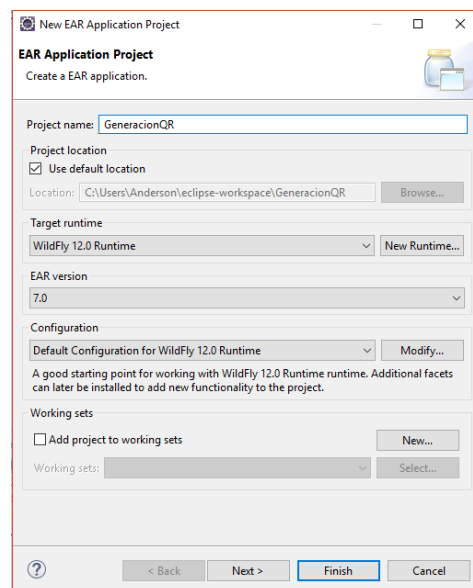 New EAR Application Project
EAR Application Project
Create a EAR application.
Project name: GeneracionQR
Project location
Use default location
Location: C:\Users\Anderson\eclipse-workspace\GeneracionQR Browse...
Target runtime
WildFly 12.0 Runtime New Runtime...
EAR version
7.0
Configuration
Default Configuration for WildFly 12.0 Runtime Modify...
A good starting point for working with WildFly 12.0 Runtime runtime. Additional facets
can later be installed to add new functionality to the project.
Working sets
Add project to working sets New...
Working sets: Select...
? < Back Next > Finish Cancel